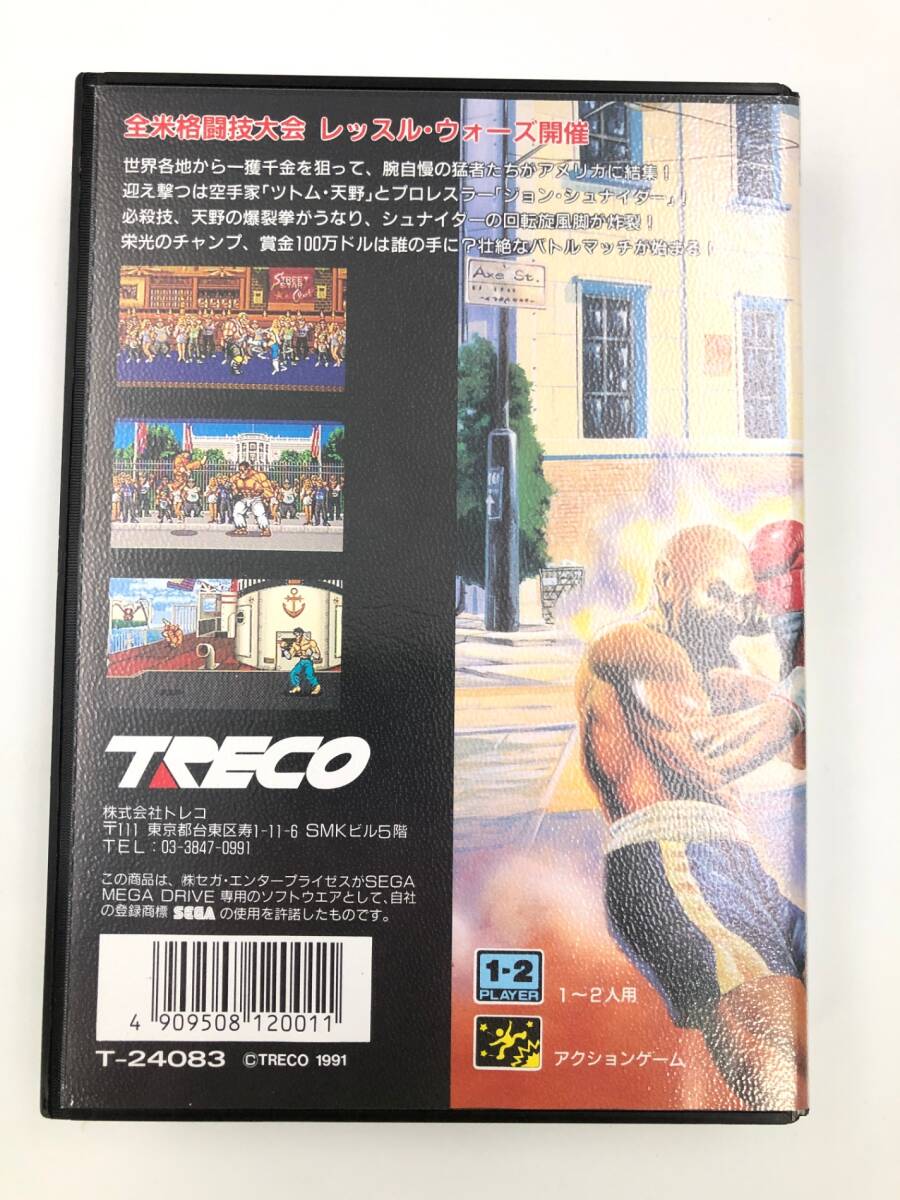 全米格闘技大会 レッスル・ウォーズ開催
世界各地から一獲千金を狙って、腕自慢の猛者たちがアメリカに結集！
迎え撃つは空手家「ツトム・天野」とプロレスラー「ジョン・シュナイダー」！
必殺技、天野の爆裂拳がうなり、シュナイダーの回転旋風脚が炸裂！
栄光のチャンプ、賞金100万ドルは誰の手に？壮絶なバトルマッチが始まる！
Axe St.
STREET
TRECO
株式会社トレコ
〒111 東京都台東区寿1-11-6 SMKビル5階
TEL：03-3847-0991
この商品は、㈱セガ・エンタープライゼスがSEGA
MEGA DRIVE 専用のソフトウエアとして、自社
の登録商標 SEGA の使用を許諾したものです。
4 909508 120011
T-24083 ©TRECO 1991
1-2
PLAYER
1～2人用
アクションゲーム